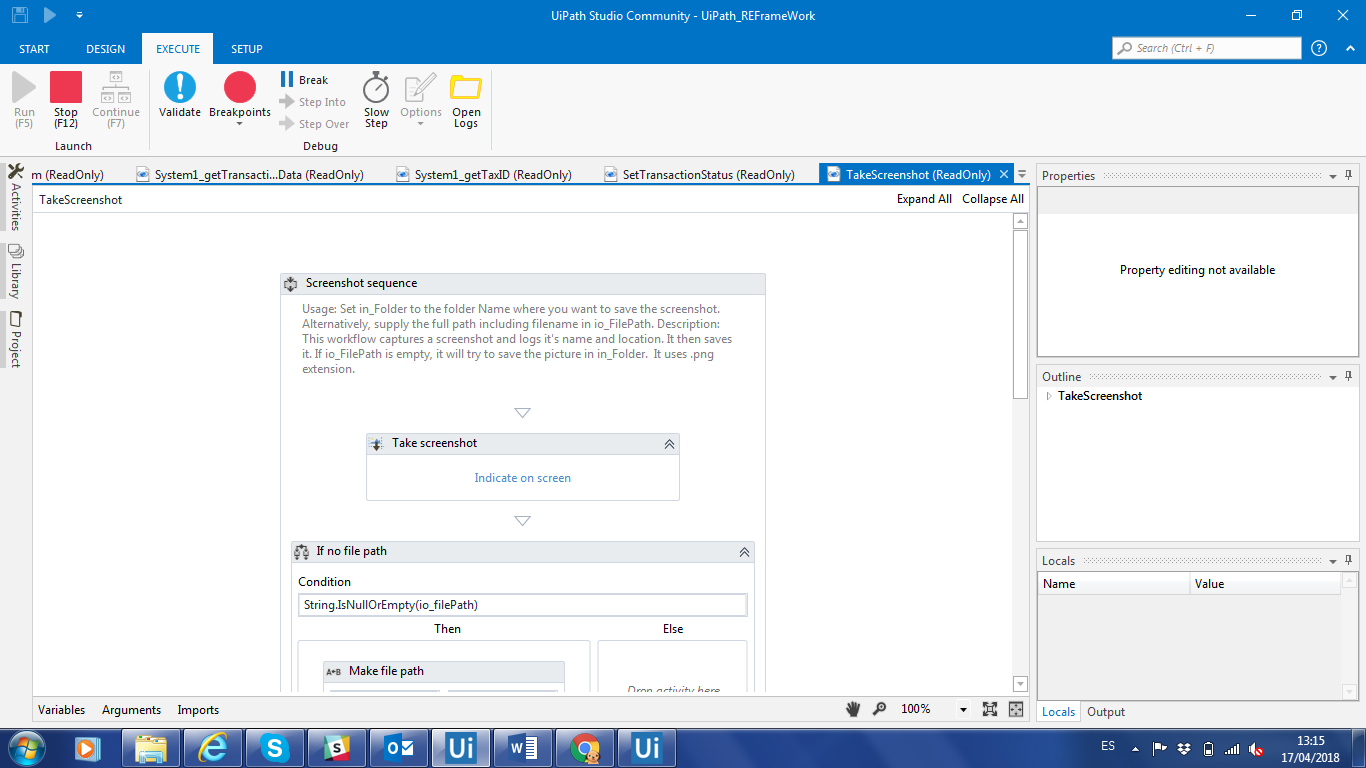 UiPath Studio Community - UiPath_REFrameWork
START DESIGN EXECUTE SETUP
Search (Ctrl + F)
Run (F5)
Stop (F12)
Continue (F7)
Launch
Validate
Breakpoints
Break
Step Into
Step Over
Slow Step
Options
Open Logs
Debug
m (ReadOnly)
System1_getTransacti...Data (ReadOnly)
System1_getTaxID (ReadOnly)
SetTransactionStatus (ReadOnly)
TakeScreenshot (ReadOnly)
Activities
Library
Project
TakeScreenshot
Expand All Collapse All
Screenshot sequence
Usage: Set in_Folder to the folder Name where you want to save the screenshot.
Alternatively, supply the full path including filename in io_FilePath. Description:
This workflow captures a screenshot and logs it's name and location. It then saves
it. If io_FilePath is empty, it will try to save the picture in in_Folder. It uses .png
extension.
Take screenshot
Indicate on screen
If no file path
Condition
String.IsNullOrEmpty(io_filePath)
Then Else
A+B Make file path
Drop activity here
Variables Arguments Imports
100%
Properties
Property editing not available
Outline
TakeScreenshot
Locals
Name Value
Locals Output
ES
13:15
17/04/2018